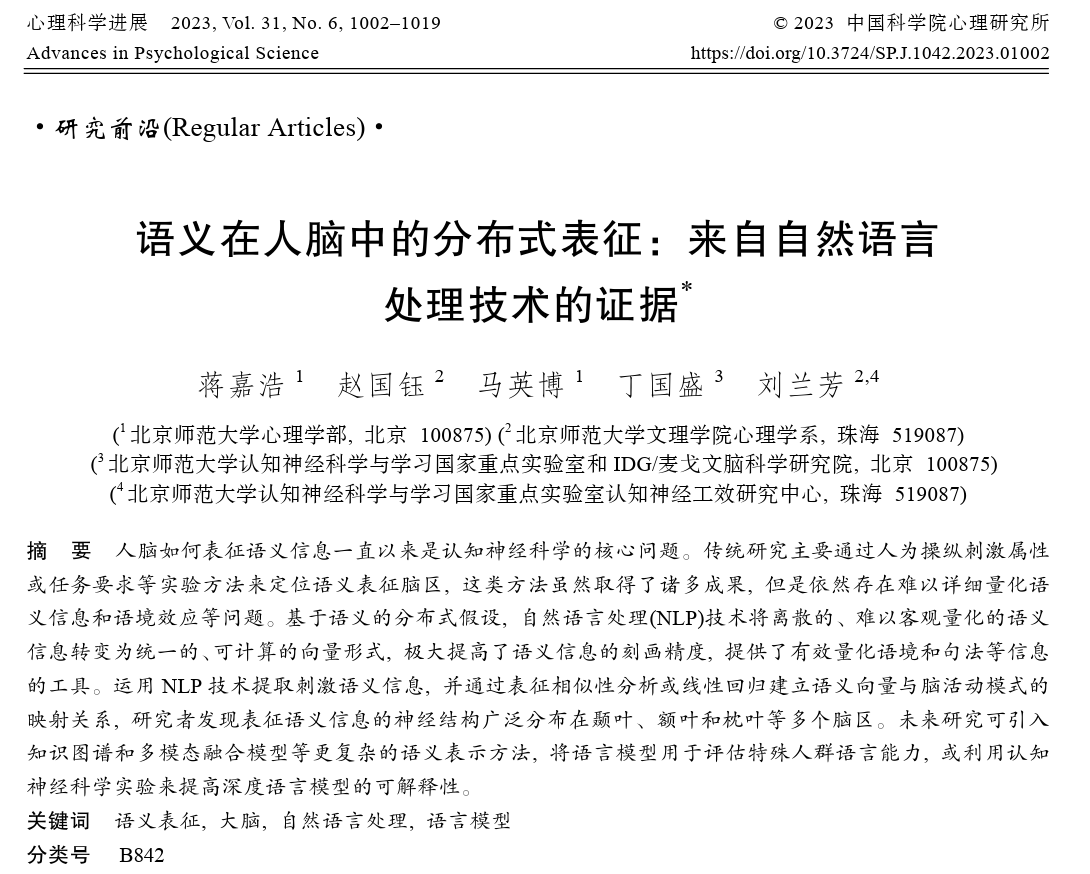 心理科学进展 2023, Vol. 31, No. 6, 1002–1019 © 2023 中国科学院心理研究所
Advances in Psychological Science https://doi.org/10.3724/SP.J.1042.2023.01002
·研究前沿(Regular Articles)·
语义在人脑中的分布式表征：来自自然语言
处理技术的证据*
蒋嘉浩 1 赵国钰 2 马英博 1 丁国盛 3 刘兰芳 2,4
(1 北京师范大学心理学部, 北京 100875) (2 北京师范大学文理学院心理学系, 珠海 519087)
(3 北京师范大学认知神经科学与学习国家重点实验室和 IDG/麦戈文脑科学研究院, 北京 100875)
(4 北京师范大学认知神经科学与学习国家重点实验室认知神经工效研究中心, 珠海 519087)
摘 要 人脑如何表征语义信息一直以来是认知神经科学的核心问题。传统研究主要通过人为操纵刺激属性
或任务要求等实验方法来定位语义表征脑区, 这类方法虽然取得了诸多成果, 但是依然存在难以详细量化语
义信息和语境效应等问题。基于语义的分布式假设, 自然语言处理(NLP)技术将离散的、难以客观量化的语义
信息转变为统一的、可计算的向量形式, 极大提高了语义信息的刻画精度, 提供了有效量化语境和句法等信息
的工具。运用 NLP 技术提取刺激语义信息, 并通过表征相似性分析或线性回归建立语义向量与脑活动模式的
映射关系, 研究者发现表征语义信息的神经结构广泛分布在颞叶、额叶和枕叶等多个脑区。未来研究可引入
知识图谱和多模态融合模型等更复杂的语义表示方法, 将语言模型用于评估特殊人群语言能力, 或利用认知
神经科学实验来提高深度语言模型的可解释性。
关键词 语义表征, 大脑, 自然语言处理, 语言模型
分类号 B842